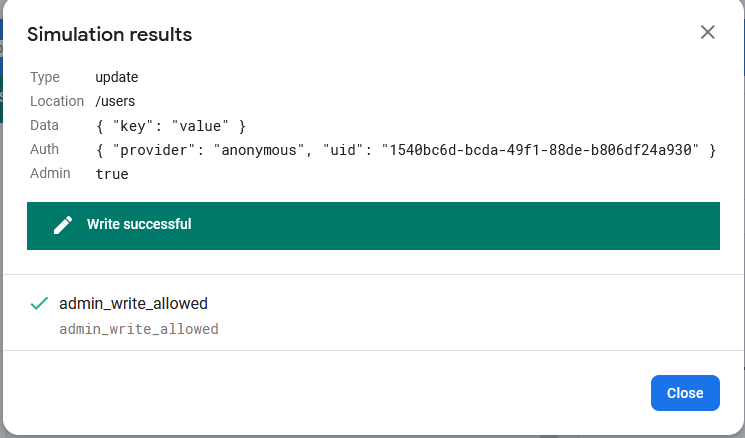 Simulation results
Type update
Location /users
Data { "key": "value" }
Auth { "provider": "anonymous", "uid": "1540bc6d-bcda-49f1-88de-b806df24a930" }
Admin true
Write successful
admin_write_allowed
admin_write_allowed
Close